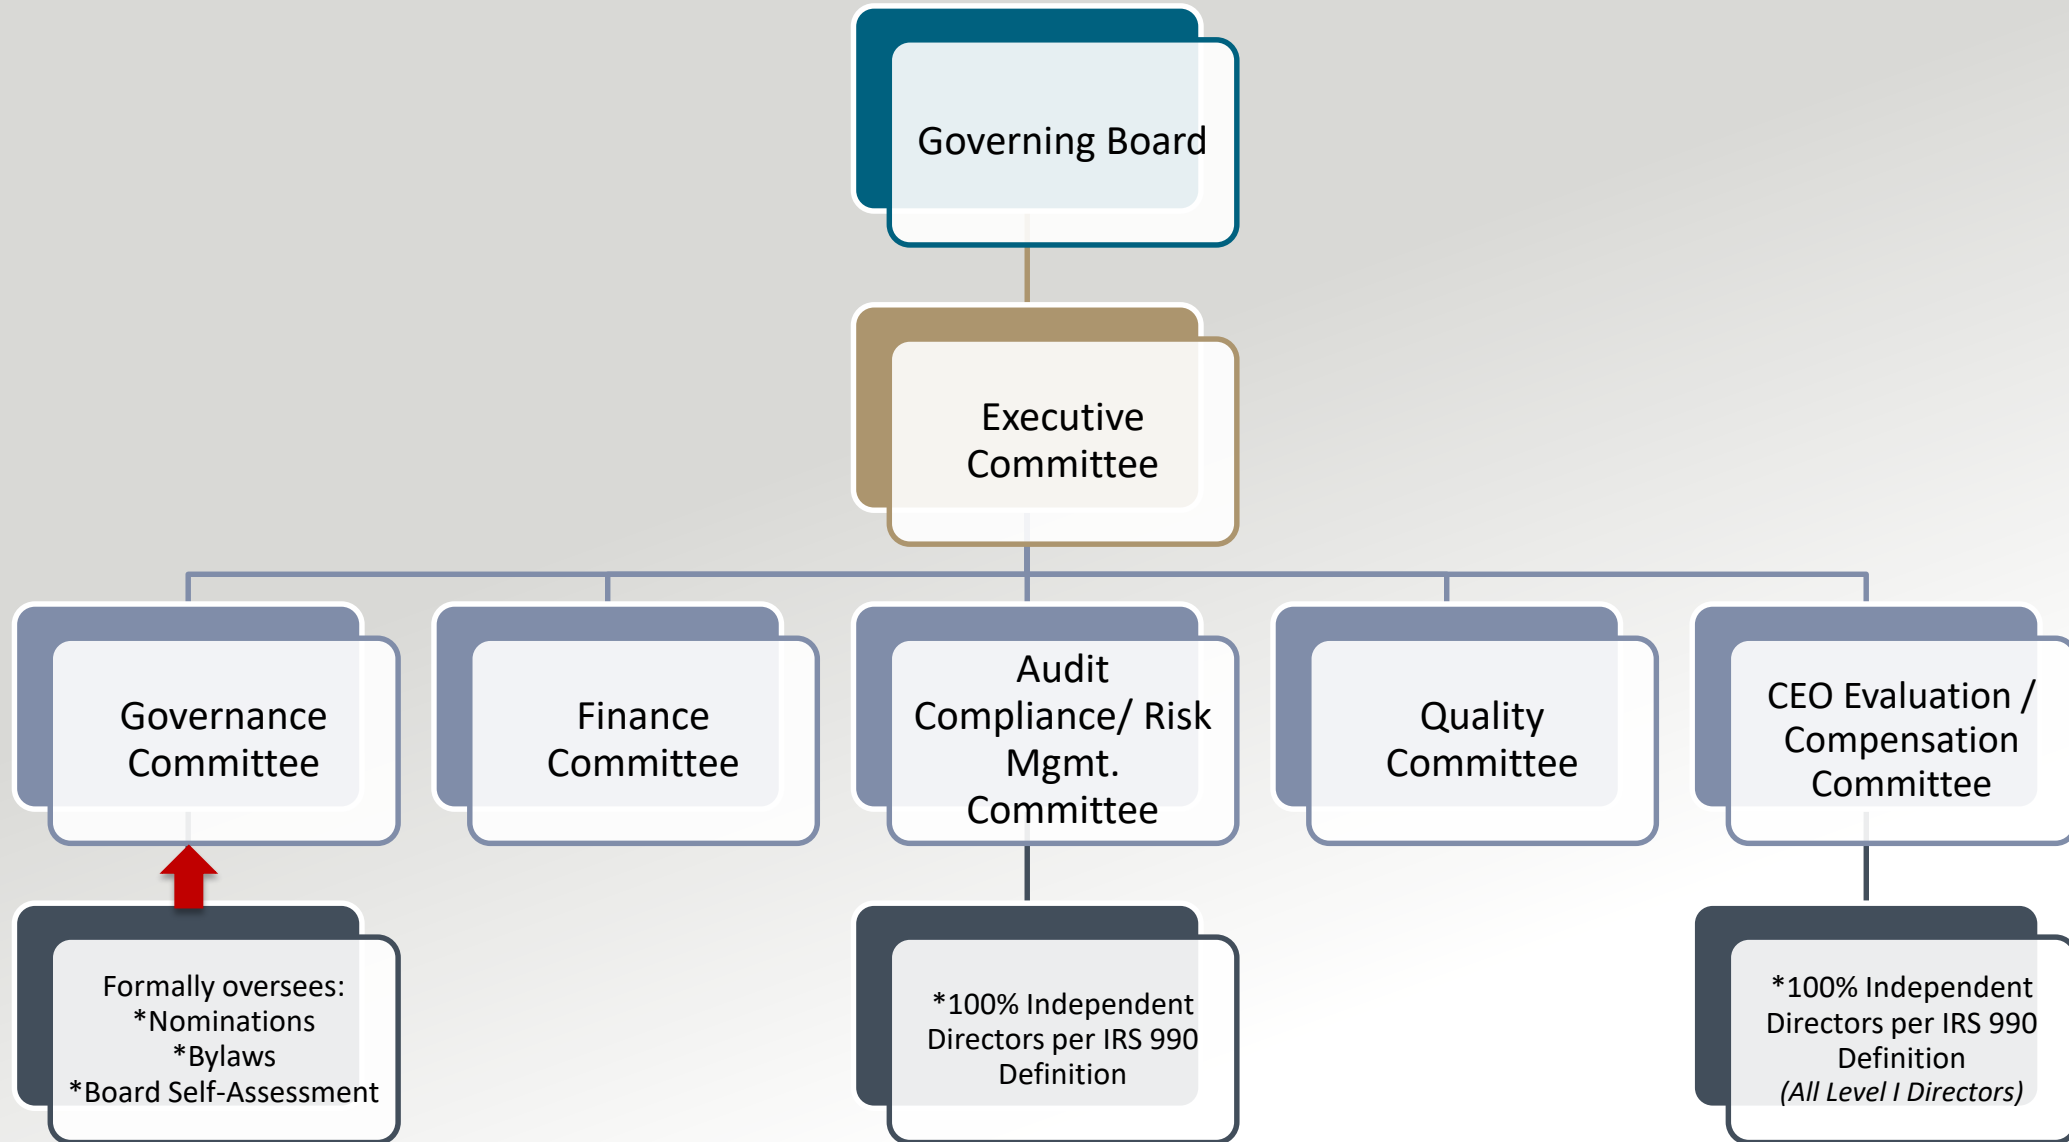 Governing Board
Executive
Committee
Governance
Committee
Finance
Committee
Audit
Compliance/ Risk
Mgmt.
Committee
Quality
Committee
CEO Evaluation /
Compensation
Committee
Formally oversees:
*Nominations
*Bylaws
*Board Self-Assessment
*100% Independent
Directors per IRS 990
Definition
*100% Independent
Directors per IRS 990
Definition
(All Level I Directors)